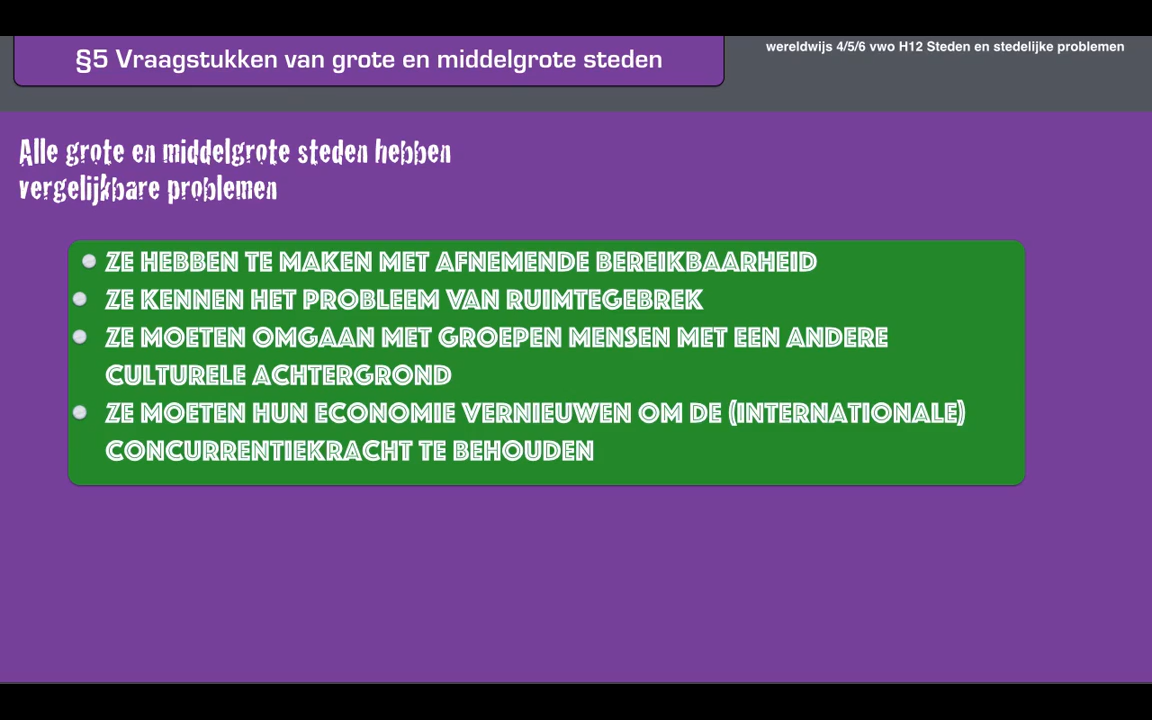 §5 Vraagstukken van grote en middelgrote steden
wereldwijs 4/5/6 vwo H12 Steden en stedelijke problemen
Alle grote en middelgrote steden hebben
vergelijkbare problemen
ZE HEBBEN TE MAKEN MET AFNEMENDE BEREIKBAARHEID
ZE KENNEN HET PROBLEEM VAN RUIMTEGEBREK
ZE MOETEN OMGAAN MET GROEPEN MENSEN MET EEN ANDERE
CULTURELE ACHTERGROND
ZE MOETEN HUN ECONOMIE VERNIEUWEN OM DE (INTERNATIONALE)
CONCURRENTIEKRACHT TE BEHOUDEN